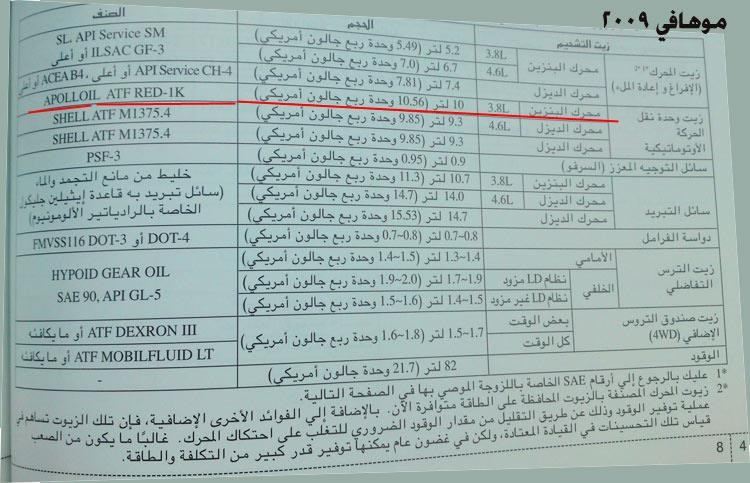 موهافي ٢٠٠٩
زيت التشحيم الحجم الصنف
زيت المحرك *1 *2 (الإفراغ و إعادة الملء) محرك البنزين 3.8L 5.2 لتر (5.49 وحدة ربع جالون أمريكي) SL, API Service SM أو ILSAC GF-3 أو أعلى
4.6L 6.7 لتر (7.0 وحدة ربع جالون أمريكي)
محرك الديزل 7.4 لتر (7.81 وحدة ربع جالون أمريكي) API Service CH-4 أو أعلى، ACEA B4 أو أعلى
زيت وحدة نقل الحركة الأوتوماتيكية محرك البنزين 3.8L 10 لتر (10.56 وحدة ربع جالون أمريكي) APOLLOIL ATF RED-1K
4.6L 9.3 لتر (9.85 وحدة ربع جالون أمريكي) SHELL ATF M1375.4
محرك الديزل 9.3 لتر (9.85 وحدة ربع جالون أمريكي) SHELL ATF M1375.4
سائل التوجيه المعزز (السرفو) 0.9 لتر (0.95 وحدة ربع جالون أمريكي) PSF-3
سائل التبريد محرك البنزين 3.8L 10.7 لتر (11.3 وحدة ربع جالون أمريكي) خليط من مانع التجمد والماء (سائل تبريد به قاعدة إيثيلين جليكول الخاصة بالرادياتير الألومونيوم)
4.6L 14.0 لتر (14.7 وحدة ربع جالون أمريكي)
محرك الديزل 14.7 لتر (15.53 وحدة ربع جالون أمريكي)
دواسة الفرامل 0.7~0.8 لتر (0.7~0.8 وحدة ربع جالون أمريكي) FMVSS116 DOT-3 أو DOT-4
زيت الترس التفاضلي الأمامي 1.3~1.4 لتر (1.4~1.5 وحدة ربع جالون أمريكي) HYPOID GEAR OIL SAE 90, API GL-5
الخلفي نظام LD مزود 1.7~1.9 لتر (1.9~2.0 وحدة ربع جالون أمريكي)
نظام LD غير مزود 1.4~1.5 لتر (1.5~1.6 وحدة ربع جالون أمريكي)
زيت صندوق التروس الإضافي (4WD) بعض الوقت 1.5~1.7 لتر (1.6~1.8 وحدة ربع جالون أمريكي) ATF DEXRON III أو ما يكافئ
كل الوقت ATF MOBILFLUID LT أو ما يكافئ
الوقود 82 لتر (21.7 وحدة جالون أمريكي) -
*1 عليك بالرجوع إلي أرقام SAE الخاصة باللزوجة الموصي بها في الصفحة التالية.
*2 زيوت المحرك المصنفة بالزيوت المحافظة على الطاقة متوافرة الآن. بالإضافة إلي الفوائد الأخرى الإضافية، فإن تلك الزيوت تساهم في
عملية توفير الوقود وذلك عن طريق التقليل من مقدار الوقود الضروري للتغلب على احتكاك المحرك. غالبًا ما يكون من الصعب
قياس تلك التحسينات في القيادة المعتادة، ولكن في غضون عام يمكنها توفير قدر كبير من التكلفة والطاقة.
8 4